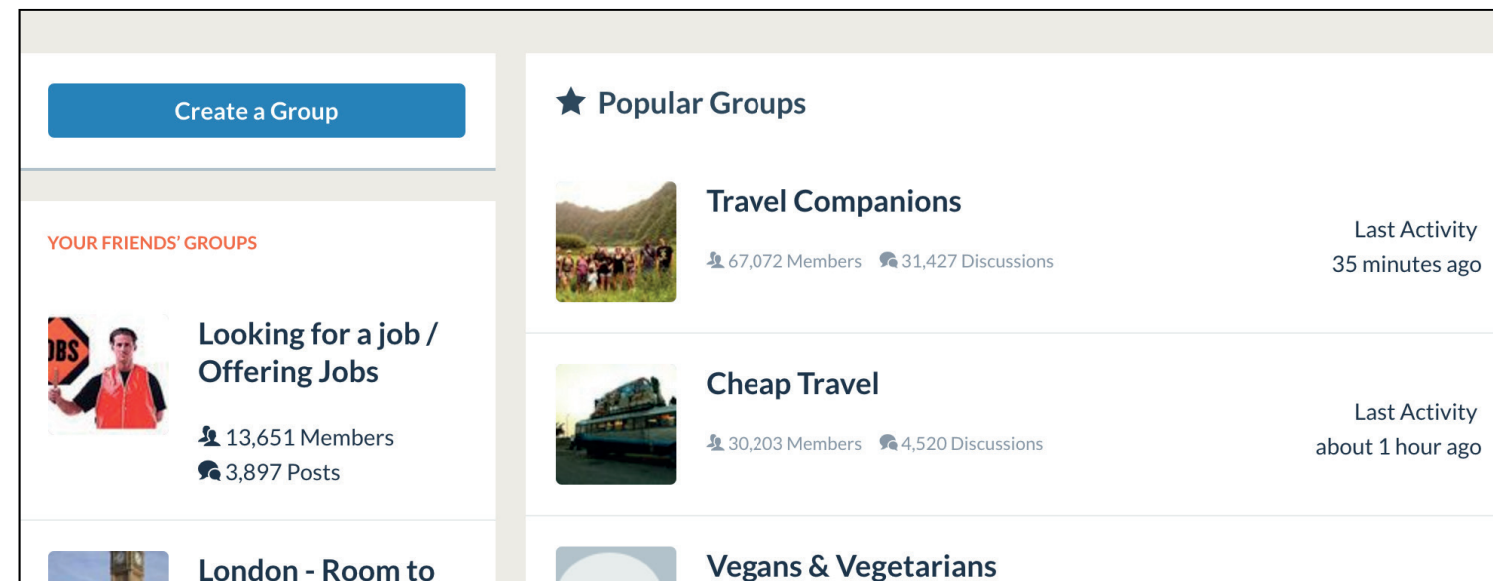 Create a Group
YOUR FRIENDS' GROUPS
JOBS
Looking for a job /
Offering Jobs
13,651 Members
3,897 Posts
London - Room to
Popular Groups
Travel Companions
67,072 Members 31,427 Discussions
Last Activity
35 minutes ago
Cheap Travel
30,203 Members 4,520 Discussions
Last Activity
about 1 hour ago
Vegans & Vegetarians